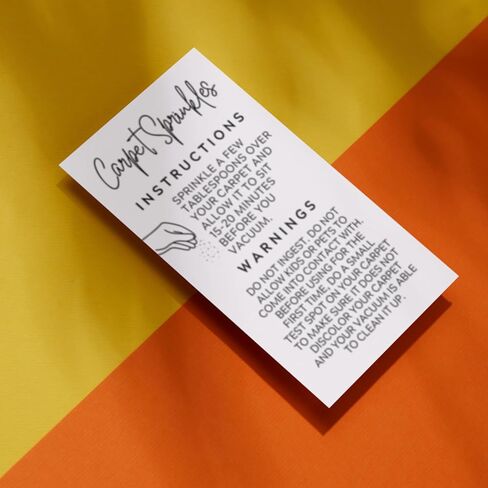 Carpet Sprinkles
INSTRUCTIONS
SPRINKLE A FEW
TABLESPOONS OVER
YOUR CARPET AND
ALLOW IT TO SIT
15-20 MINUTES
BEFORE YOU
VACUUM.
WARNINGS
DO NOT INGEST. DO NOT
ALLOW KIDS OR PETS TO
COME INTO CONTACT WITH.
BEFORE USING FOR THE
FIRST TIME, DO A SMALL
TEST SPOT ON YOUR CARPET
TO MAKE SURE IT DOES NOT
DISCOLOR YOUR CARPET
AND YOUR VACUUM IS ABLE
TO CLEAN IT UP.